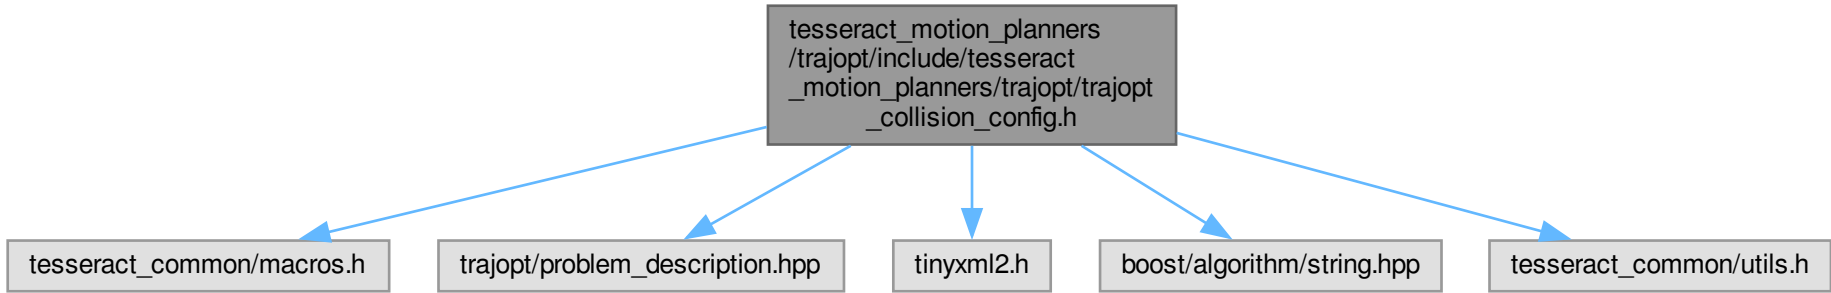 tesseract_motion_planners
/trajopt/include/tesseract
_motion_planners/trajopt/trajopt
_collision_config.h
tesseract_common/macros.h
trajopt/problem_description.hpp
tinyxml2.h
boost/algorithm/string.hpp
tesseract_common/utils.h